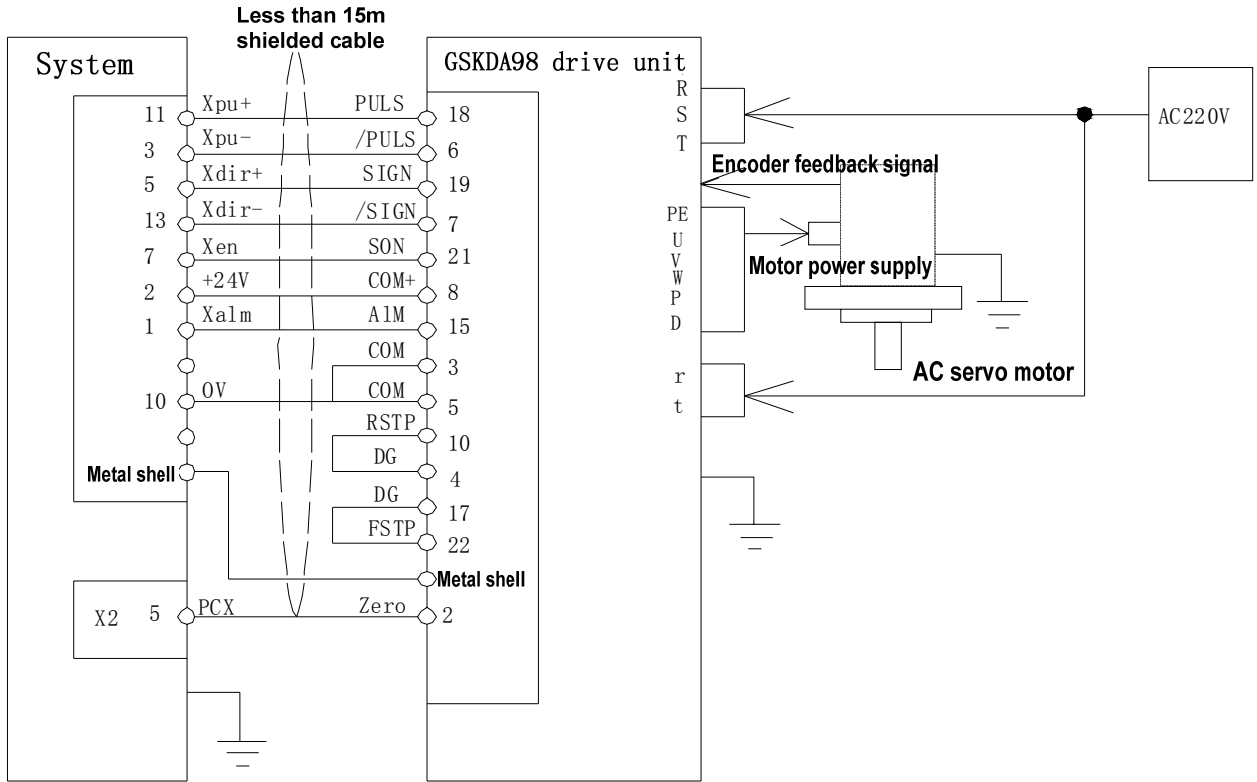 Less than 15m
shielded cable
System
GSKDA98 drive unit
11 Xpu+ PULS 18
3 Xpu- /PULS 6
5 Xdir+ SIGN 19
13 Xdir- /SIGN 7
7 Xen SON 21
2 +24V COM+ 8
1 Xalm AlM 15
COM 3
10 0V COM 5
RSTP 10
DG 4
DG 17
FSTP 22
Metal shell
Metal shell
X2 5 PCX Zero 2
R
S
T
AC220V
Encoder feedback signal
PE
U
V
W
P
D
Motor power supply
r
t
AC servo motor